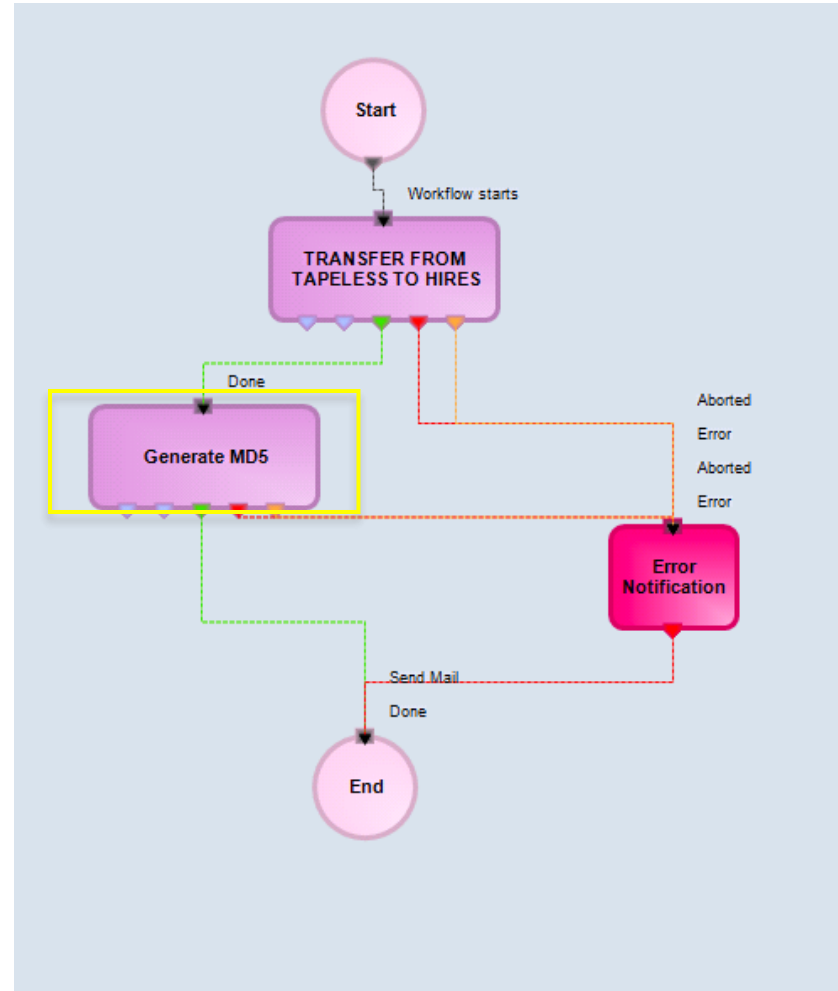 Start
Workflow starts
TRANSFER FROM
TAPELESS TO HIRES
Done
Aborted
Error
Aborted
Error
Generate MD5
Error
Notification
Send Mail
Done
End